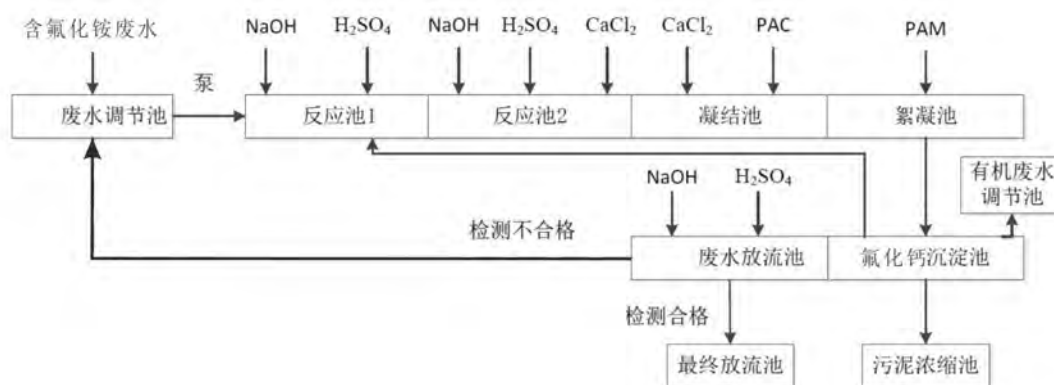 含氟化铵废水
NaOH
H₂SO₄
NaOH
H₂SO₄
CaCl₂
CaCl₂
PAC
PAM
泵
废水调节池
反应池1
反应池2
凝结池
絮凝池
有机废水
调节池
NaOH
H₂SO₄
检测不合格
废水放流池
氟化钙沉淀池
检测合格
最终放流池
污泥浓缩池